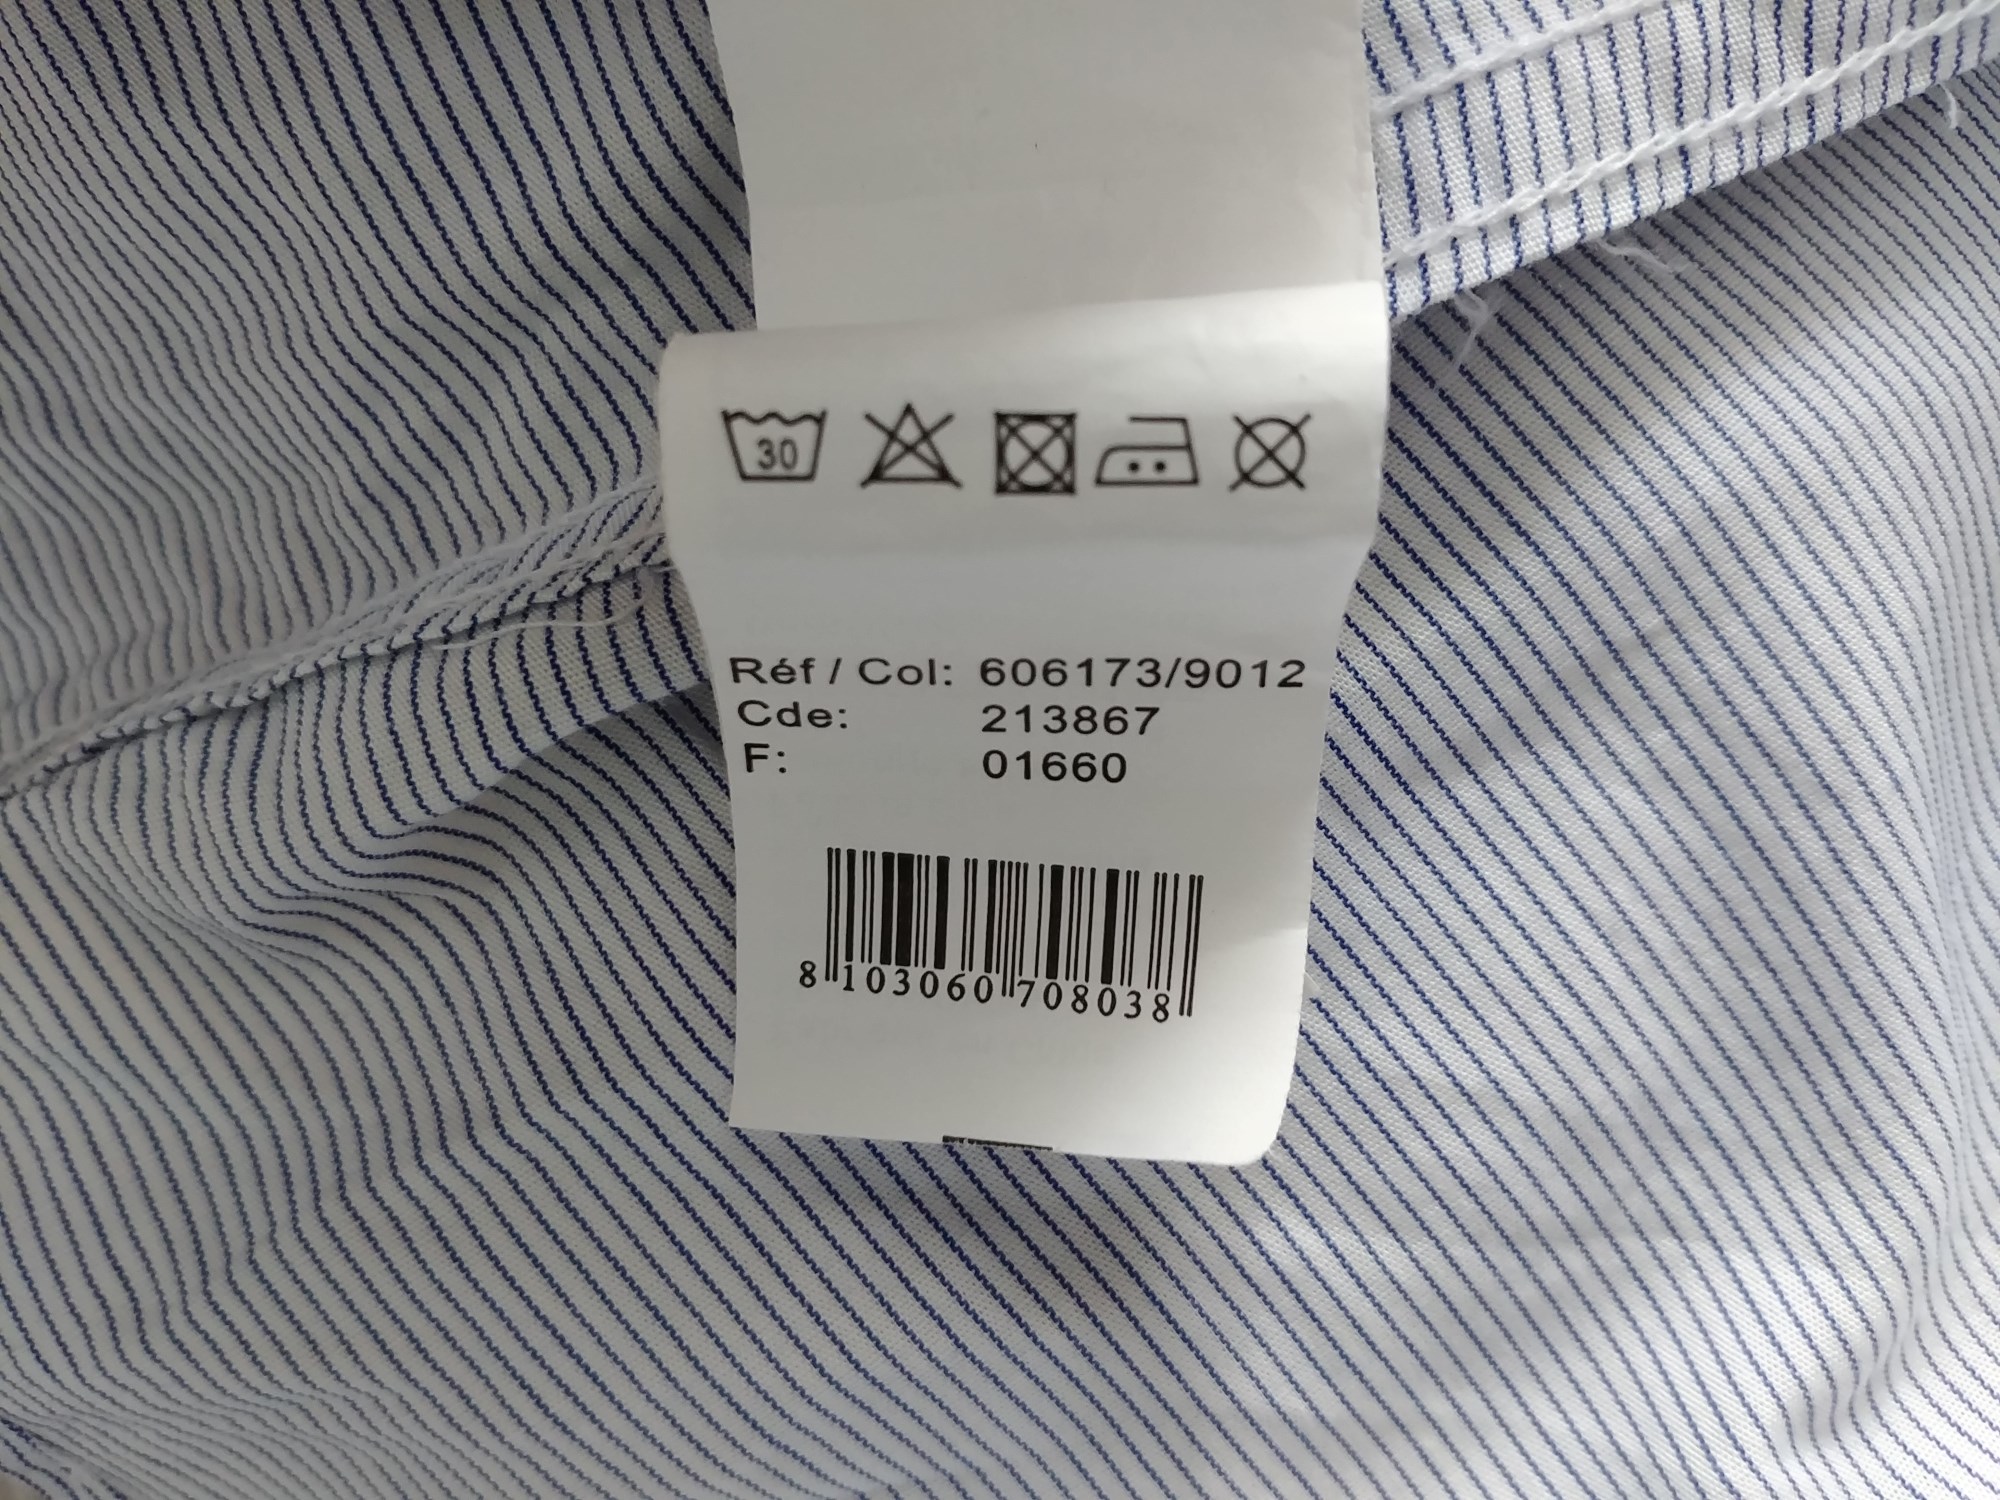 30
Réf / Col: 606173/9012
Cde: 213867
F: 01660
8 103060 708038